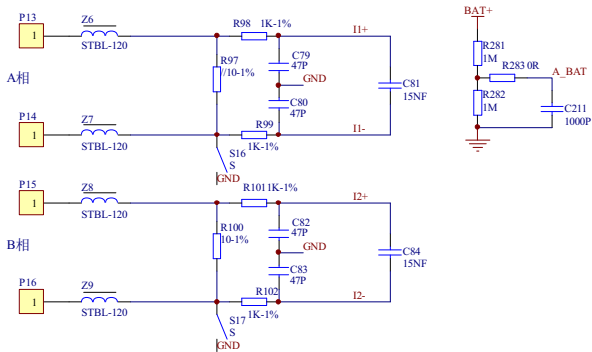 P13
1
Z6
STBL-120
R98
1K-1%
I1+
R97
//10-1%
C79
47P
GND
C80
47P
C81
15NF
A相
P14
1
Z7
STBL-120
R99
1K-1%
I1-
S16
S
GND
P15
1
Z8
STBL-120
R101
1K-1%
I2+
R100
10-1%
C82
47P
GND
C83
47P
C84
15NF
B相
P16
1
Z9
STBL-120
R102
1K-1%
I2-
S17
S
GND
BAT+
R281
1M
R283
0R
A_BAT
R282
1M
C211
1000P